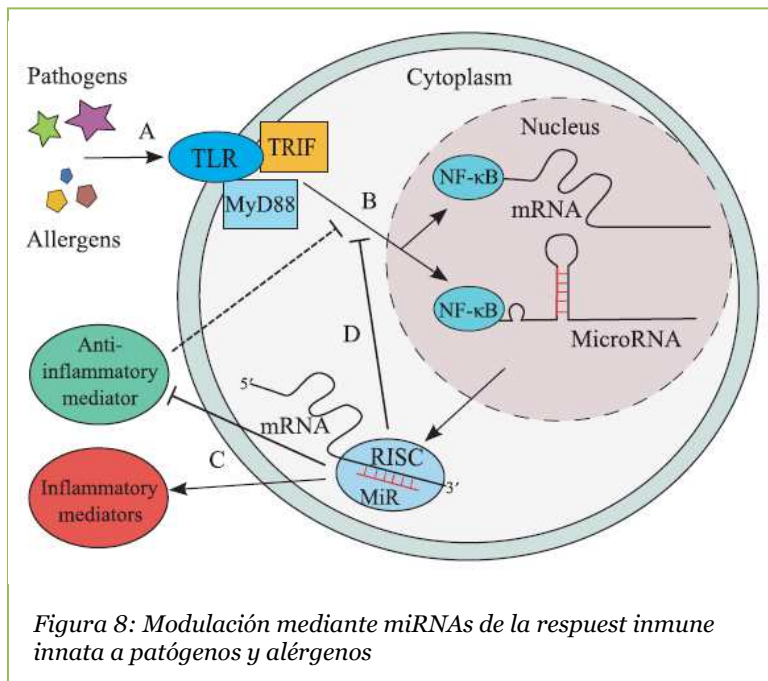 Pathogens
A
Allergens
TLR
TRIF
MyD88
Cytoplasm
Nucleus
B
NF-κB
mRNA
NF-κB
MicroRNA
D
Anti-
inflammatory
mediator
5′
mRNA
C
RISC
MiR
3′
Inflammatory
mediators
Figura 8: Modulación mediante miRNAs de la respuest inmune
innata a patógenos y alérgenos